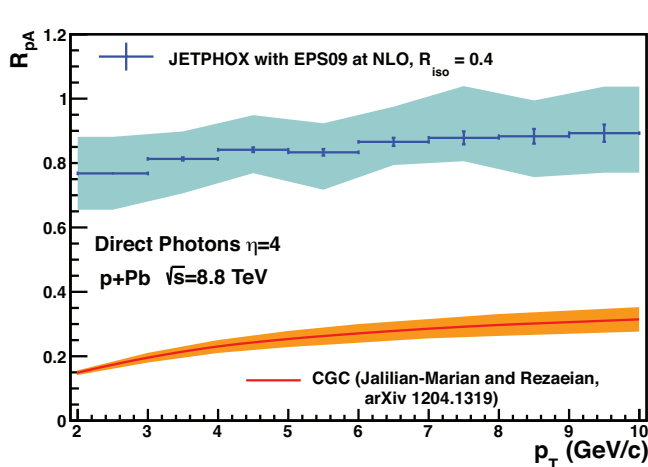 R_pA
1.2
1
0.8
0.6
0.4
0.2
0
JETPHOX with EPS09 at NLO, R_iso = 0.4
Direct Photons η=4
p+Pb √s=8.8 TeV
CGC (Jalilian-Marian and Rezaeian,
arXiv 1204.1319)
2 3 4 5 6 7 8 9 10
p_T (GeV/c)